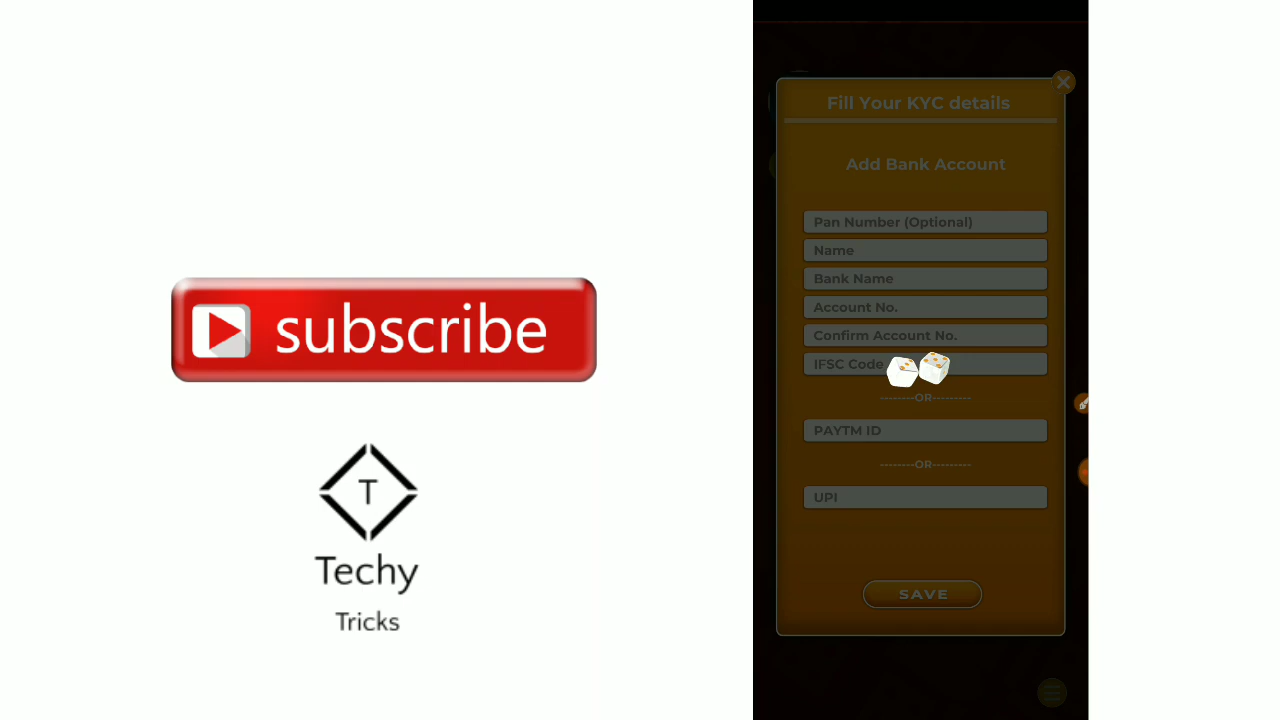 subscribe
T
Techy
Tricks
Fill Your KYC details
Add Bank Account
Pan Number (Optional)
Name
Bank Name
Account No.
Confirm Account No.
IFSC Code
--------OR---------
PAYTM ID
--------OR---------
UPI
SAVE